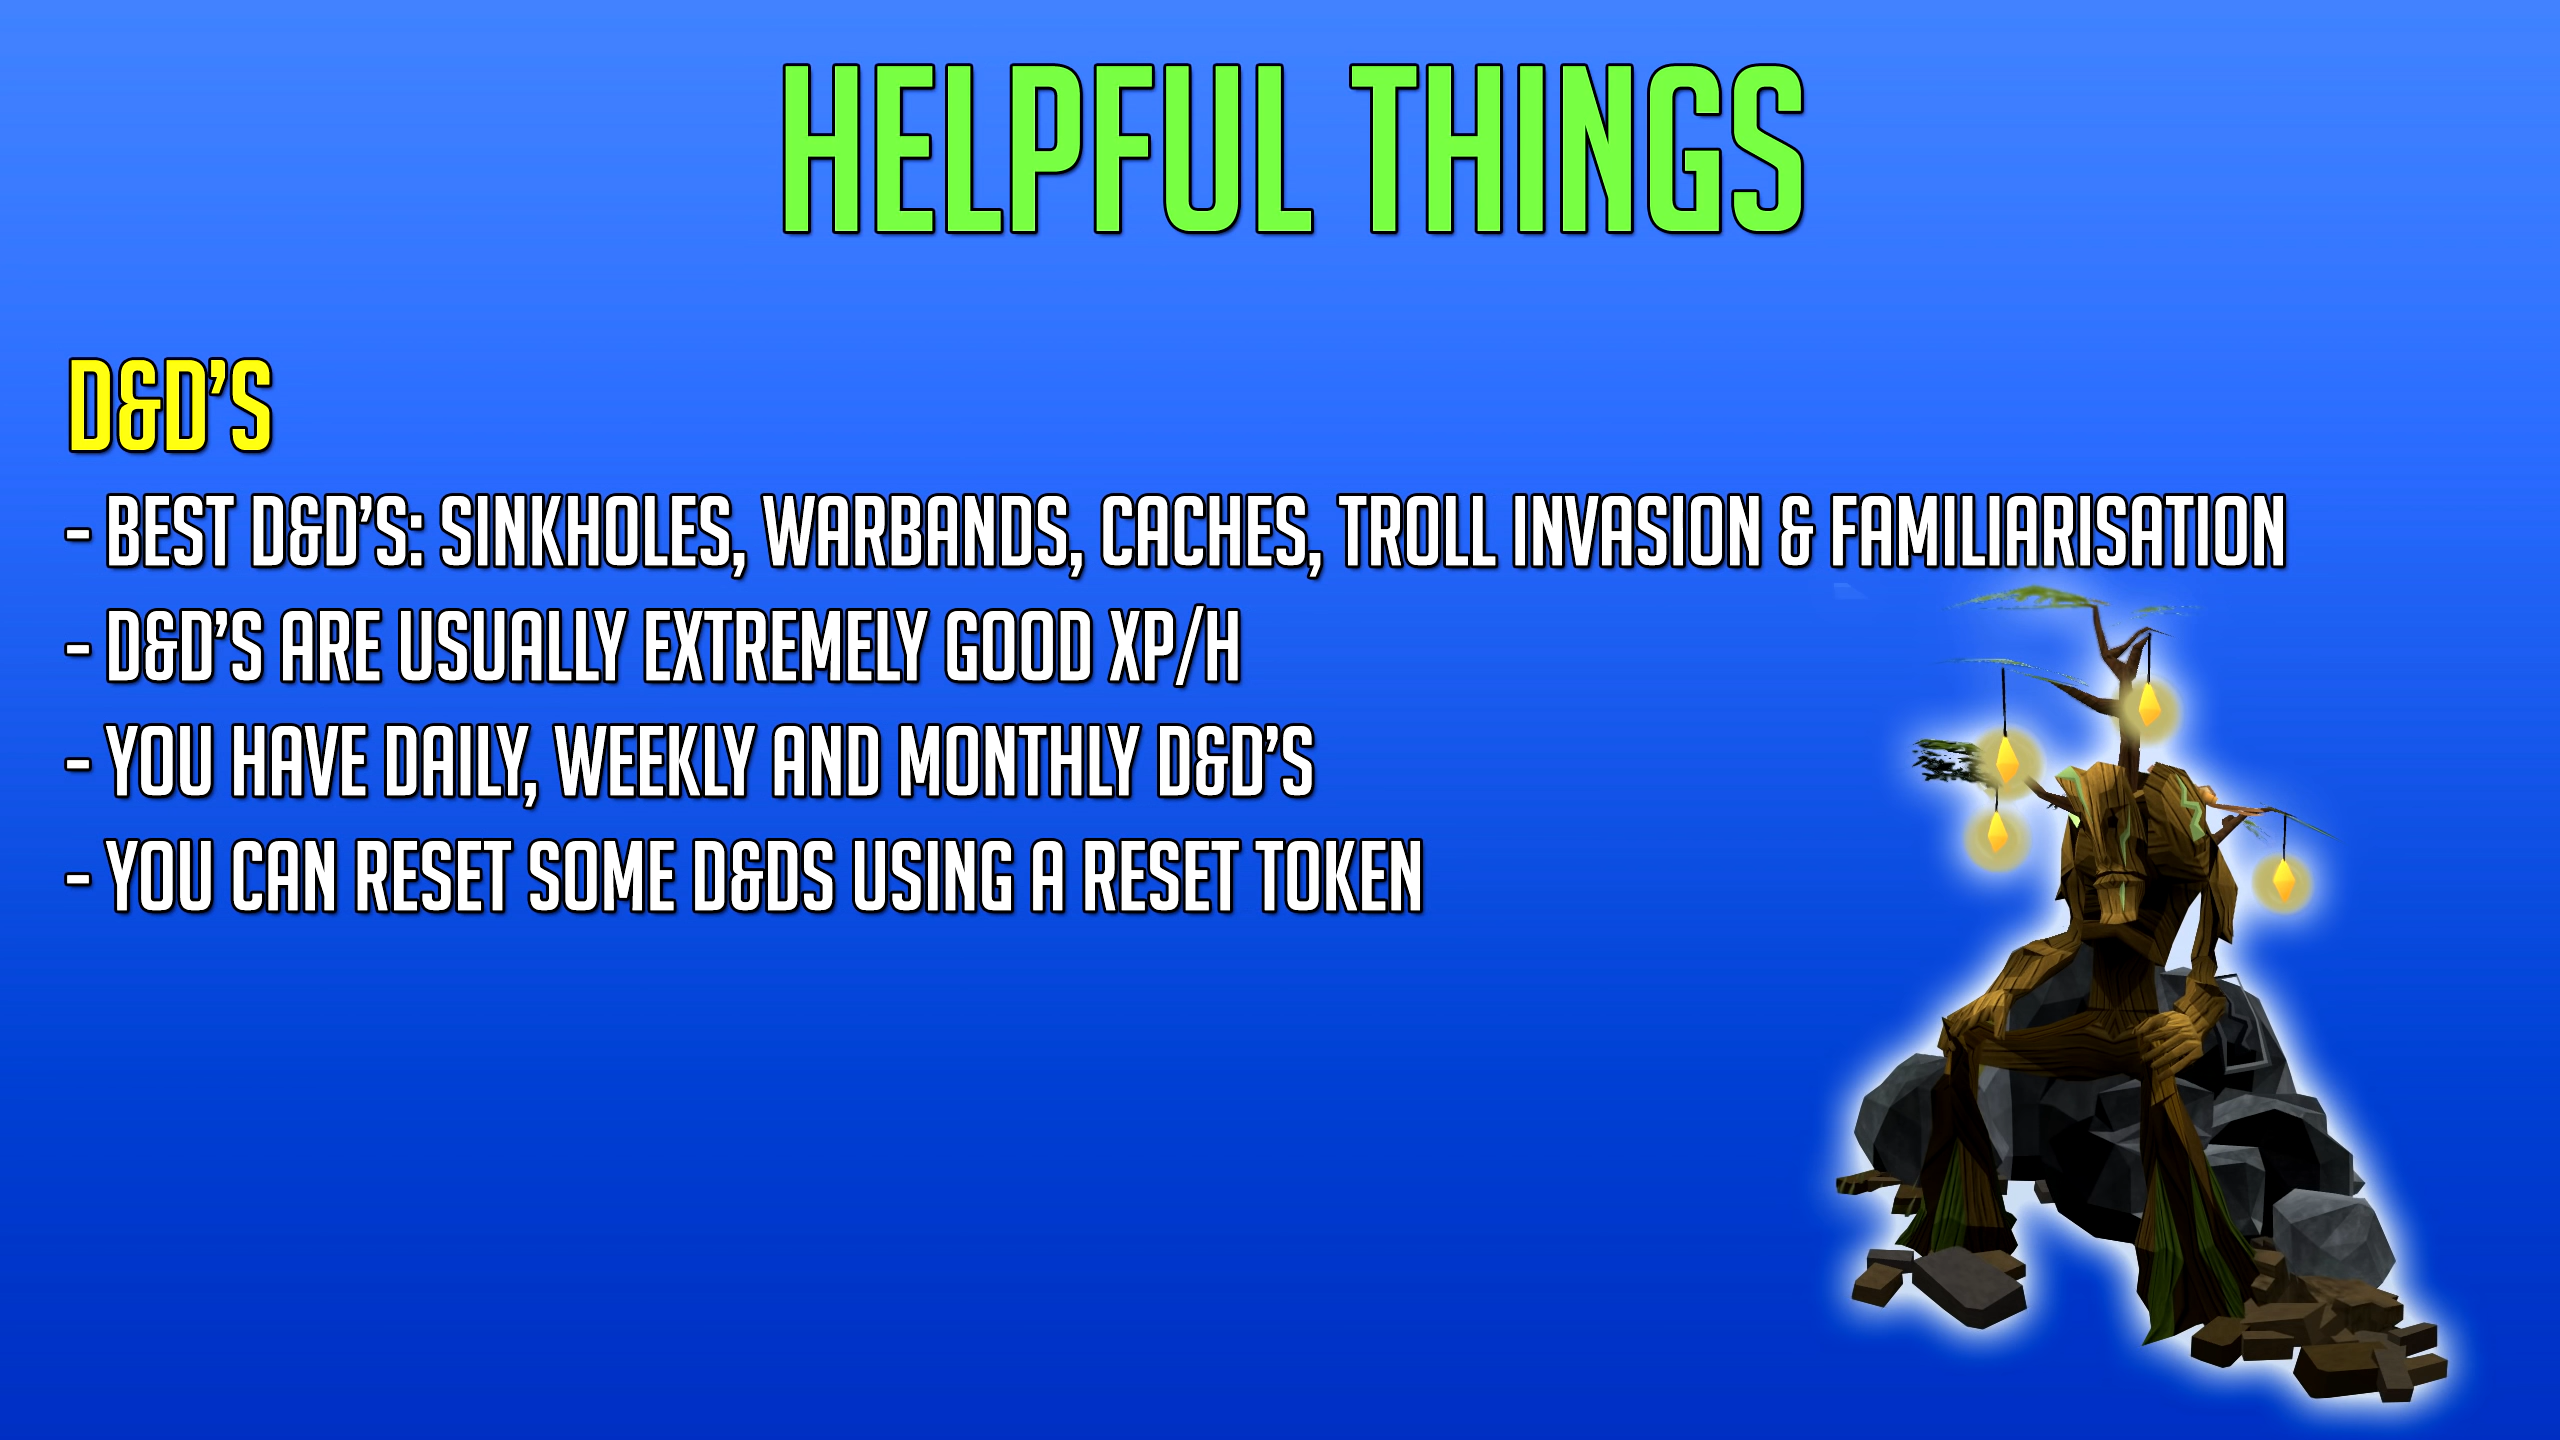 HELPFUL THINGS
D&D'S
- BEST D&D'S: SINKHOLES, WARBANDS, CACHES, TROLL INVASION & FAMILIARISATION
- D&D'S ARE USUALLY EXTREMELY GOOD XP/H
- YOU HAVE DAILY, WEEKLY AND MONTHLY D&D'S
- YOU CAN RESET SOME D&DS USING A RESET TOKEN